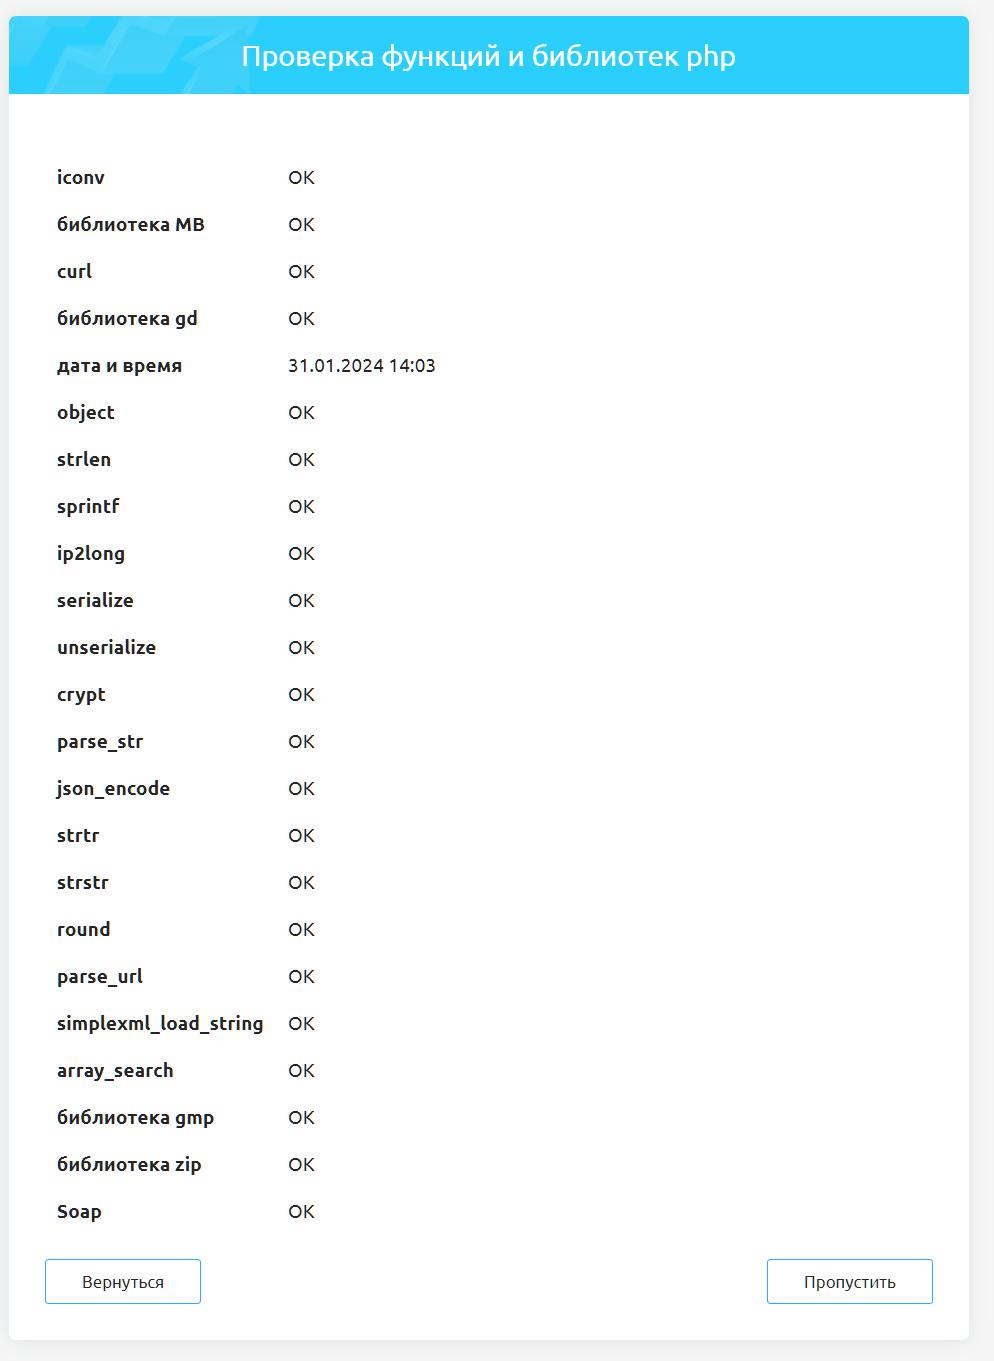 Проверка функций и библиотек php
iconv OK
библиотека MB OK
curl OK
библиотека gd OK
дата и время 31.01.2024 14:03
object OK
strlen OK
sprintf OK
ip2long OK
serialize OK
unserialize OK
crypt OK
parse_str OK
json_encode OK
strtr OK
strstr OK
round OK
parse_url OK
simplexml_load_string OK
array_search OK
библиотека gmp OK
библиотека zip OK
Soap OK
Вернуться Пропустить